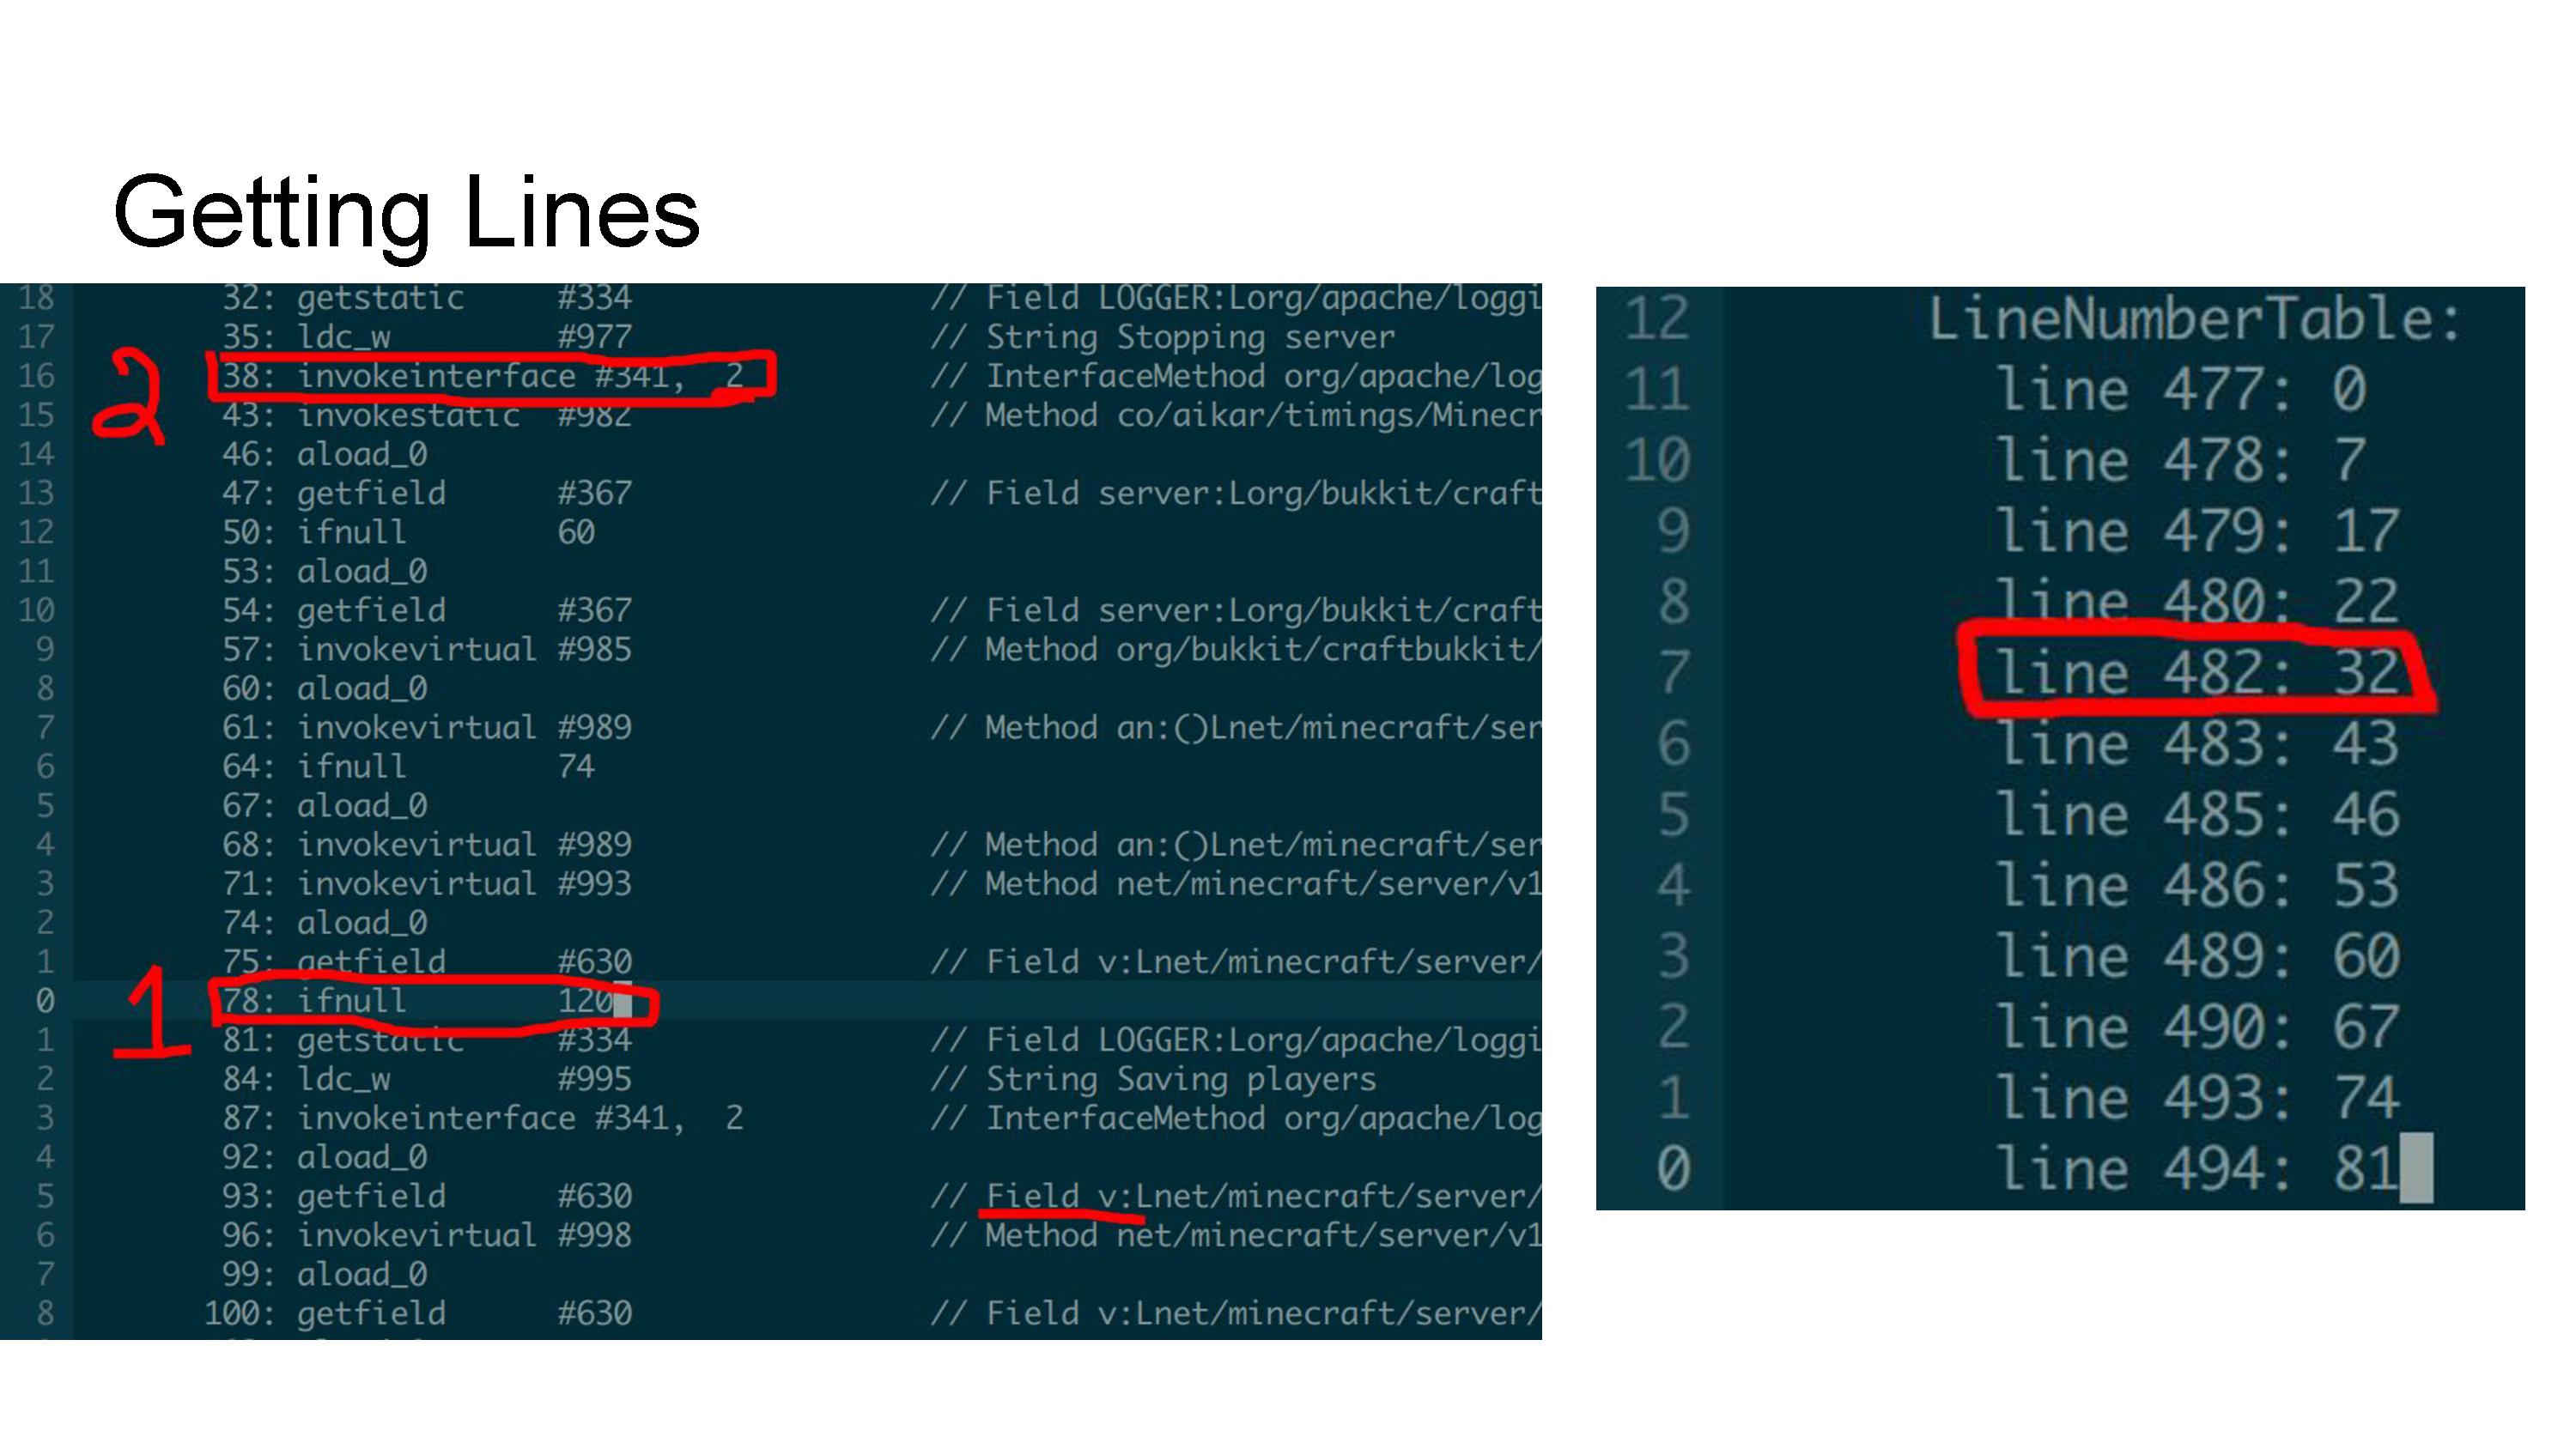 Getting Lines
18 32: getstatic #334 // Field LOGGER:Lorg/apache/loggi
17 35: ldc_w #977 // String Stopping server
2
16 38: invokeinterface #341, 2 // InterfaceMethod org/apache/log
15 43: invokestatic #982 // Method co/aikar/timings/Minecr
14 46: aload_0
13 47: getfield #367 // Field server:Lorg/bukkit/craft
12 50: ifnull 60
11 53: aload_0
10 54: getfield #367 // Field server:Lorg/bukkit/craft
9 57: invokevirtual #985 // Method org/bukkit/craftbukkit/
8 60: aload_0
7 61: invokevirtual #989 // Method an:()Lnet/minecraft/ser
6 64: ifnull 74
5 67: aload_0
4 68: invokevirtual #989 // Method an:()Lnet/minecraft/ser
3 71: invokevirtual #993 // Method net/minecraft/server/v1
2 74: aload_0
1 75: getfield #630 // Field v:Lnet/minecraft/server/
1
0 78: ifnull 120
1 81: getstatic #334 // Field LOGGER:Lorg/apache/loggi
2 84: ldc_w #995 // String Saving players
3 87: invokeinterface #341, 2 // InterfaceMethod org/apache/log
4 92: aload_0
5 93: getfield #630 // Field v:Lnet/minecraft/server/
6 96: invokevirtual #998 // Method net/minecraft/server/v1
7 99: aload_0
8 100: getfield #630 // Field v:Lnet/minecraft/server/
12 LineNumberTable:
11 line 477: 0
10 line 478: 7
9 line 479: 17
8 line 480: 22
7 line 482: 32
6 line 483: 43
5 line 485: 46
4 line 486: 53
3 line 489: 60
2 line 490: 67
1 line 493: 74
0 line 494: 81